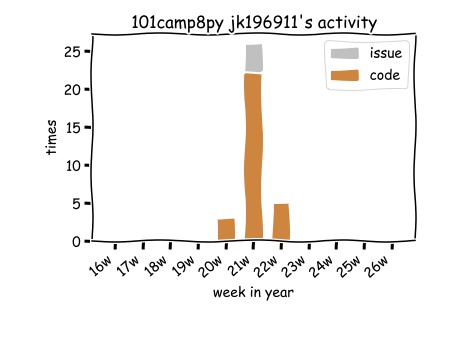 101camp8py jk196911's activity
issue
code
25
20
15
10
5
0
times
16w 17w 18w 19w 20w 21w 22w 23w 24w 25w 26w
week in year